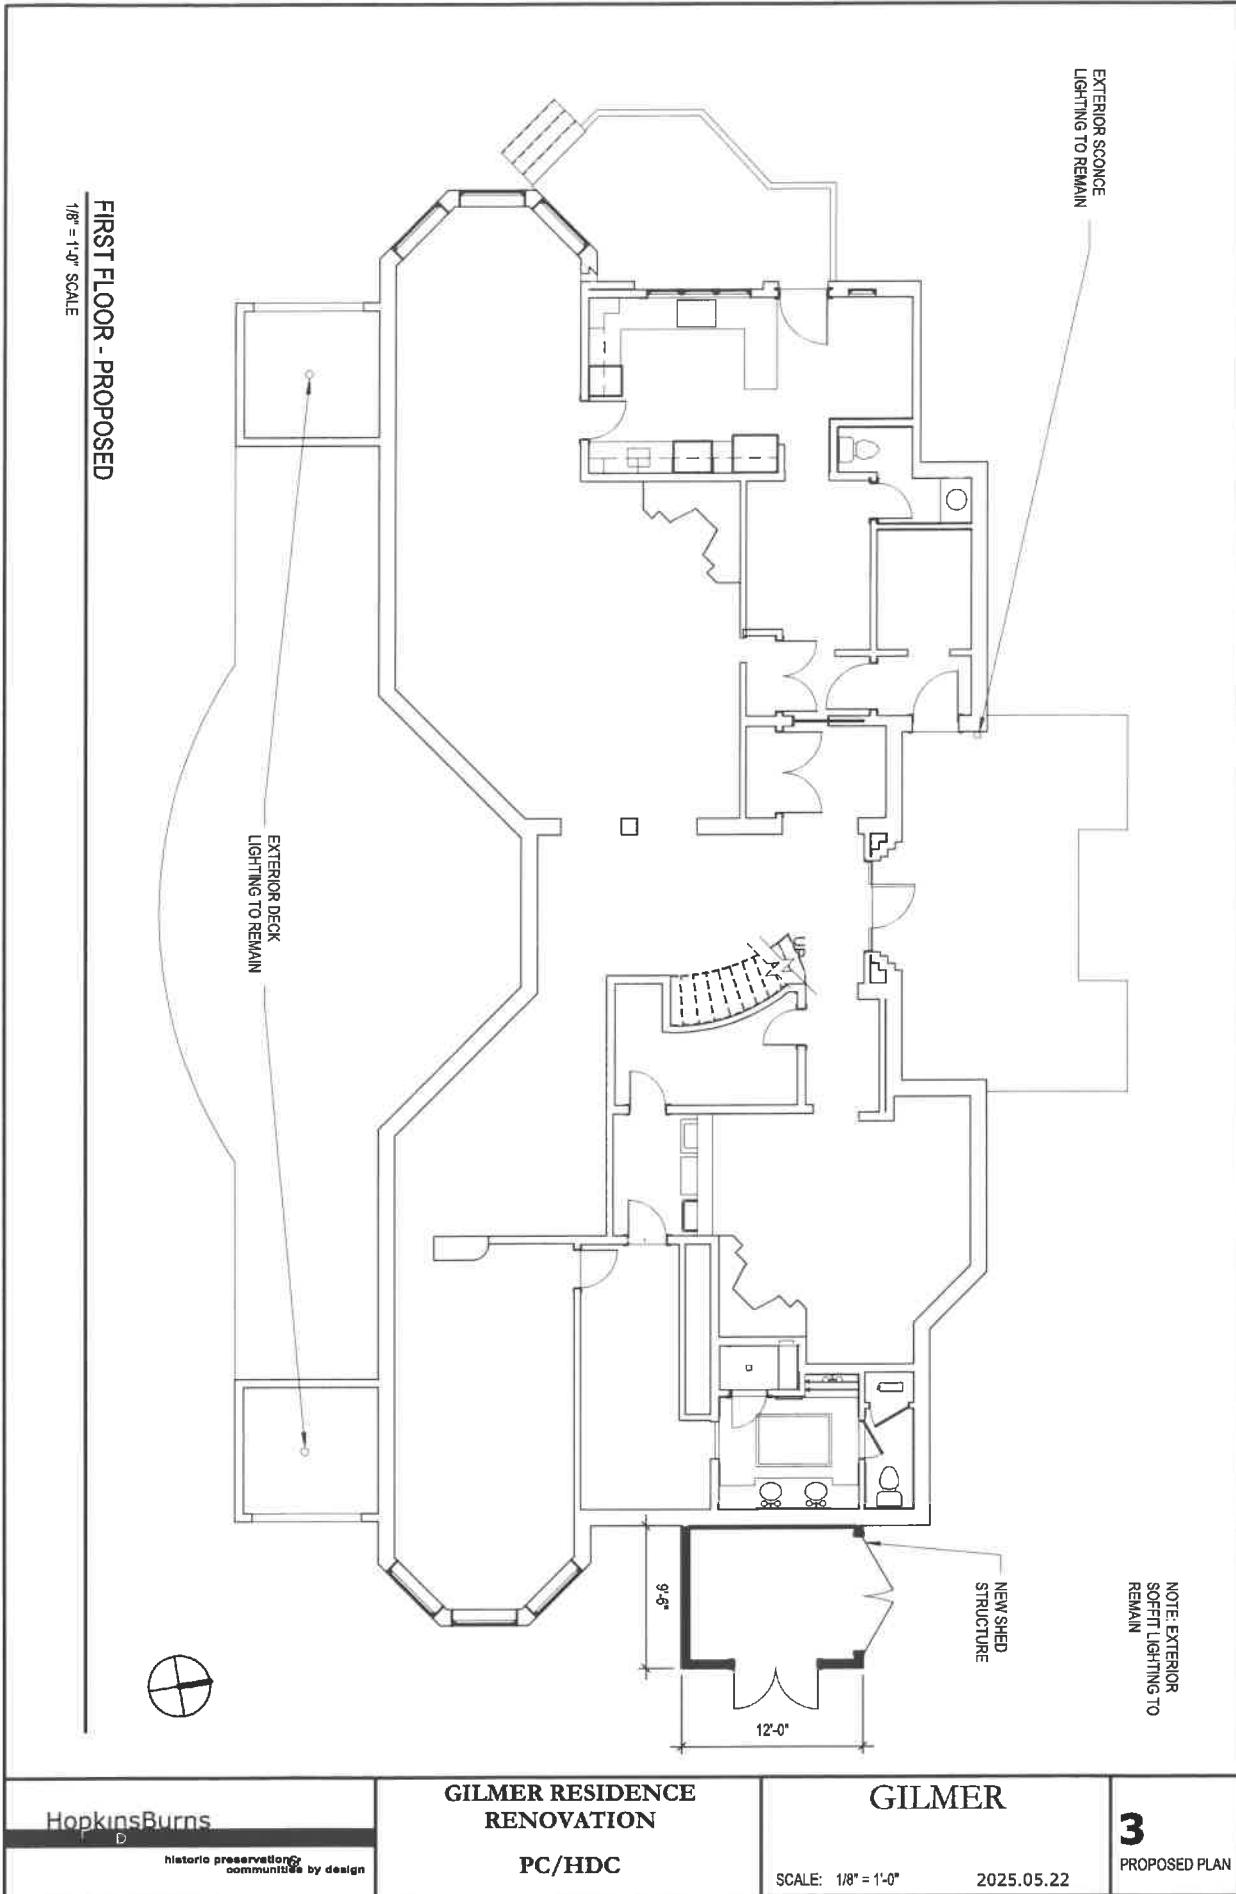 EXTERIOR SCONCE
LIGHTING TO REMAIN
FIRST FLOOR - PROPOSED
1/8" = 1'-0" SCALE
EXTERIOR DECK
LIGHTING TO REMAIN
UP
NEW SHED
STRUCTURE
NOTE: EXTERIOR
SOFFIT LIGHTING TO
REMAIN
9'-6"
12'-0"
HopkinsBurns
D
historic preservation &
communities by design
GILMER RESIDENCE
RENOVATION
PC/HDC
GILMER
SCALE: 1/8" = 1'-0" 2025.05.22
3
PROPOSED PLAN